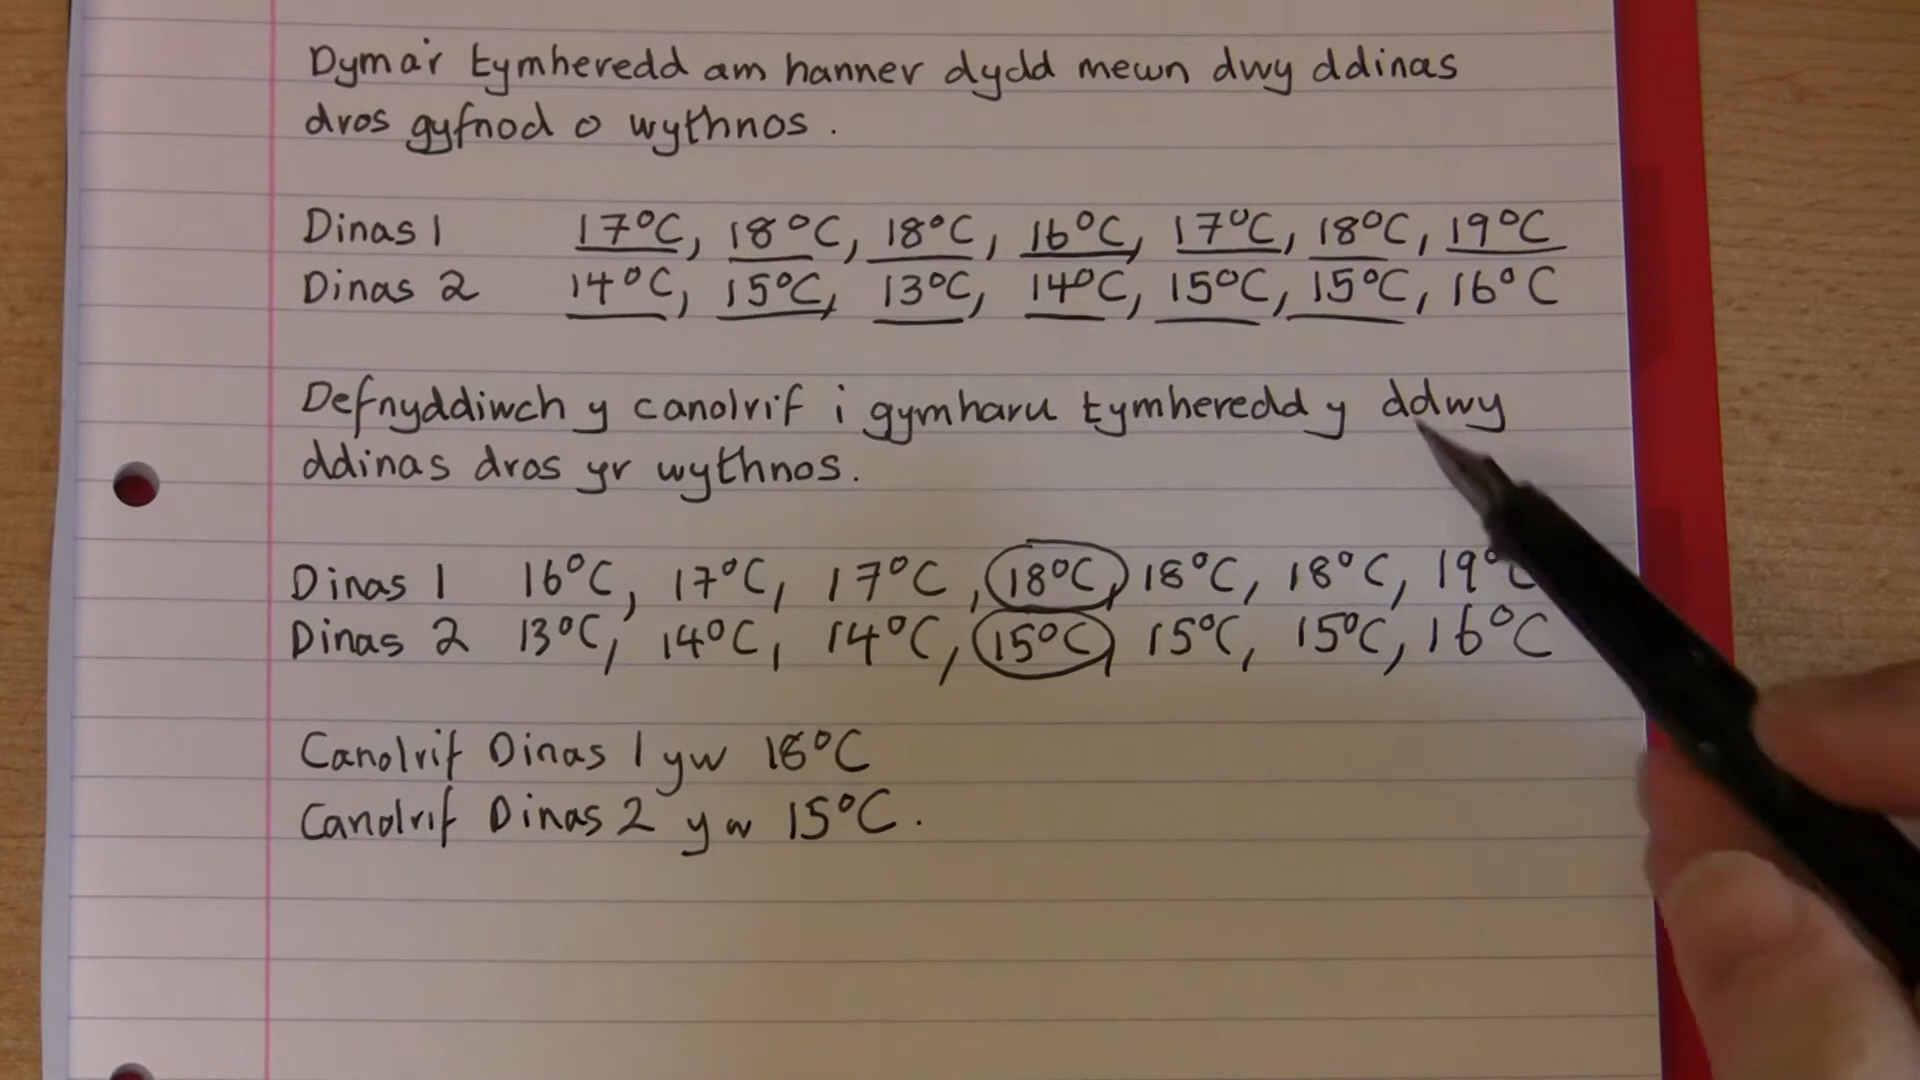 Dyma'r tymheredd am hanner dydd mewn dwy ddinas
dros gyfnod o wythnos.
Dinas 1 17°C, 18°C, 18°C, 16°C, 17°C, 18°C, 19°C
Dinas 2 14°C, 15°C, 13°C, 14°C, 15°C, 15°C, 16°C
Defnyddiwch y canolrif i gymharu tymheredd y ddwy
ddinas dros yr wythnos.
Dinas 1 16°C, 17°C, 17°C, 18°C, 18°C, 18°C, 19°C
Dinas 2 13°C, 14°C, 14°C, 15°C, 15°C, 15°C, 16°C
Canolrif Dinas 1 yw 18°C
Canolrif Dinas 2 yw 15°C.